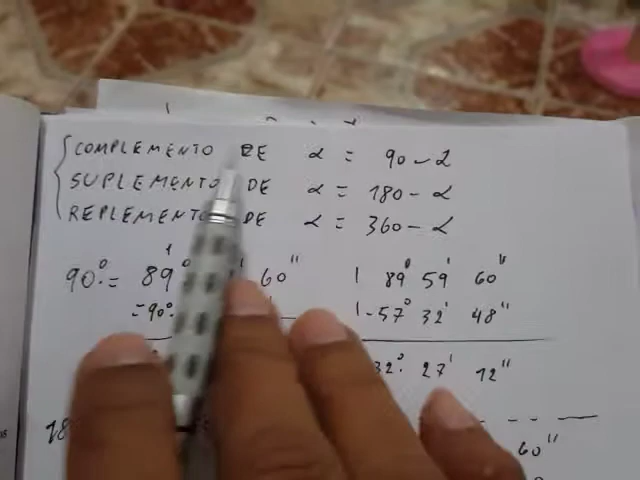 COMPLEMENTO DE α = 90 - α
SUPLEMENTO DE α = 180 - α
REPLEMENTO DE α = 360 - α
90° = 89° 60"
89° 59' 60"
= 90°
- 57° 32' 48"
32° 27' 12"
60"